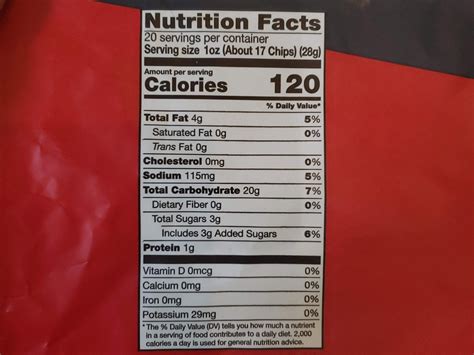 Nutrition Facts
20 servings per container
Serving size 1oz (About 17 Chips) (28g)
Amount per serving
Calories 120
% Daily Value*
Total Fat 4g 5%
Saturated Fat 0g 0%
Trans Fat 0g
Cholesterol 0mg 0%
Sodium 115mg 5%
Total Carbohydrate 20g 7%
Dietary Fiber 0g 0%
Total Sugars 3g
Includes 3g Added Sugars 6%
Protein 1g
Vitamin D 0mcg 0%
Calcium 0mg 0%
Iron 0mg 0%
Potassium 29mg 0%
* The % Daily Value (DV) tells you how much a nutrient
in a serving of food contributes to a daily diet. 2,000
calories a day is used for general nutrition advice.